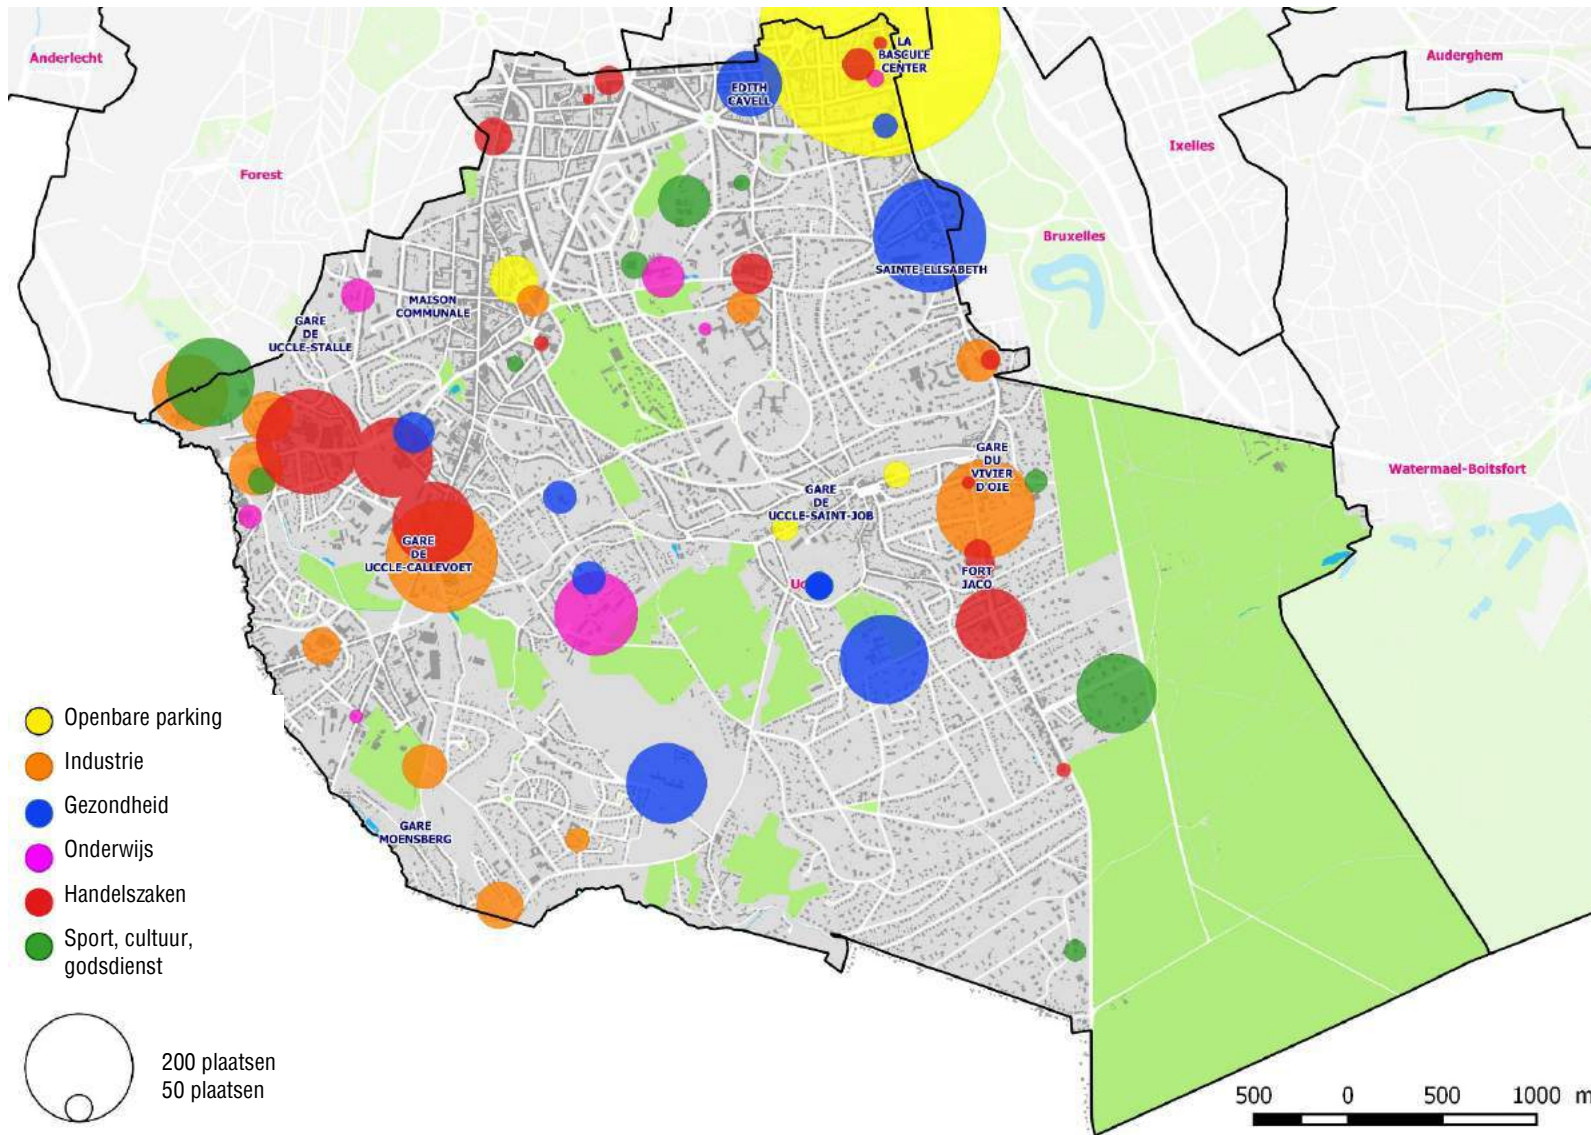 Anderlecht
Auderghem
LA
BASCULE
CENTER
EDITH
CAVELL
Ixelles
Forest
Bruxelles
SAINTE-ELISABETH
MAISON
COMMUNALE
GARE
DE
UCCLE-STALLE
GARE
DU
VIVIER
D'OIE
Watermael-Boitsfort
GARE
DE
UCCLE-SAINT-JOB
GARE
DE
UCCLE-CALLEVOET
FORT
JACO
GARE
MOENSBERG
Openbare parking
Industrie
Gezondheid
Onderwijs
Handelszaken
Sport, cultuur,
godsdienst
200 plaatsen
50 plaatsen
500 0 500 1000 m